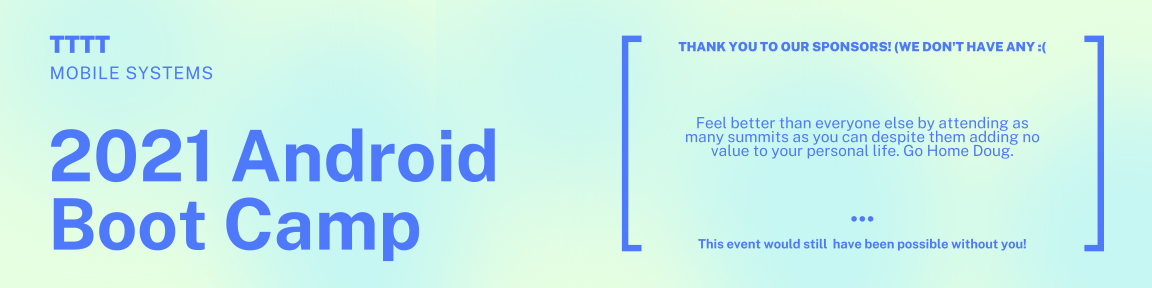 TTTT
MOBILE SYSTEMS
2021 Android
Boot Camp
THANK YOU TO OUR SPONSORS! (WE DON'T HAVE ANY :(
Feel better than everyone else by attending as
many summits as you can despite them adding no
value to your personal life. Go Home Doug.
•••
This event would still have been possible without you!